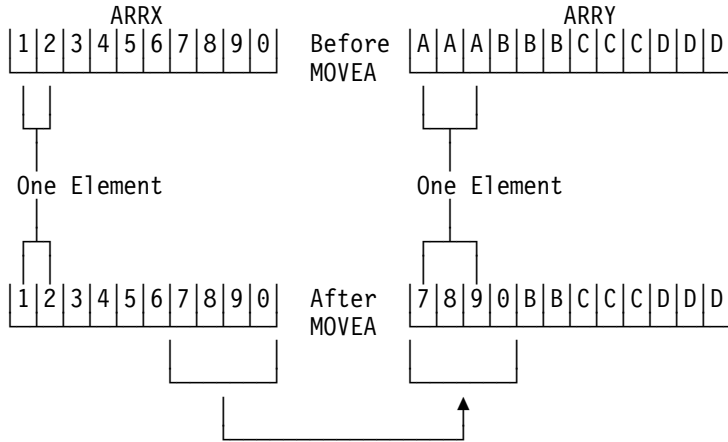 ARRX ARRY
1 2 3 4 5 6 7 8 9 0 Before A A A B B B C C C D D D
MOVEA
One Element One Element
1 2 3 4 5 6 7 8 9 0 After 7 8 9 0 B B C C C D D D
MOVEA